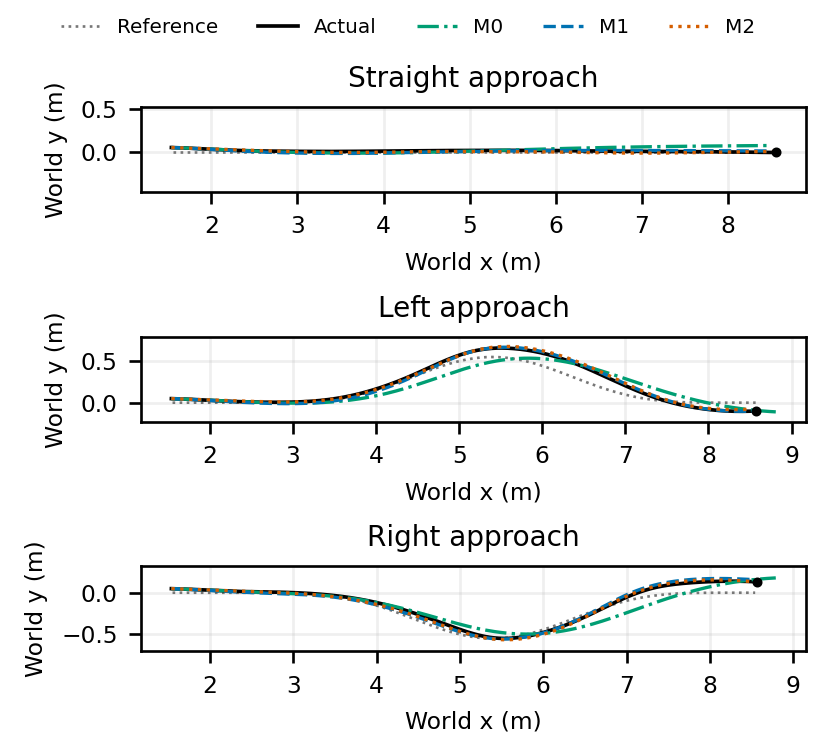 Reference Actual M0 M1 M2
Straight approach
World y (m)
0.5
0.0
2 3 4 5 6 7 8
World x (m)
Left approach
World y (m)
0.5
0.0
2 3 4 5 6 7 8 9
World x (m)
Right approach
World y (m)
0.0
−0.5
2 3 4 5 6 7 8 9
World x (m)